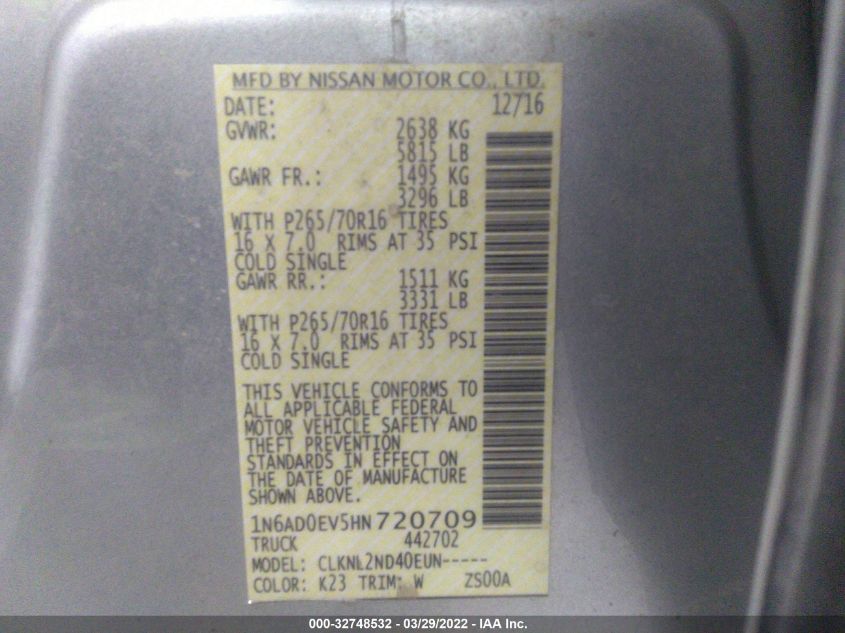 MFD BY NISSAN MOTOR CO., LTD.
DATE: 12/16
GVWR: 2638 KG
5815 LB
GAWR FR.: 1495 KG
3296 LB
WITH P265/70R16 TIRES
16 X 7.0 RIMS AT 35 PSI
COLD SINGLE
GAWR RR.: 1511 KG
3331 LB
WITH P265/70R16 TIRES
16 X 7.0 RIMS AT 35 PSI
COLD SINGLE
THIS VEHICLE CONFORMS TO
ALL APPLICABLE FEDERAL
MOTOR VEHICLE SAFETY AND
THEFT PREVENTION
STANDARDS IN EFFECT ON
THE DATE OF MANUFACTURE
SHOWN ABOVE.
1N6AD0EV5HN720709
TRUCK 442702
MODEL: CLKNL2ND40EUN-----
COLOR: K23 TRIM: W ZS00A
000-32748532 - 03/29/2022 - IAA Inc.